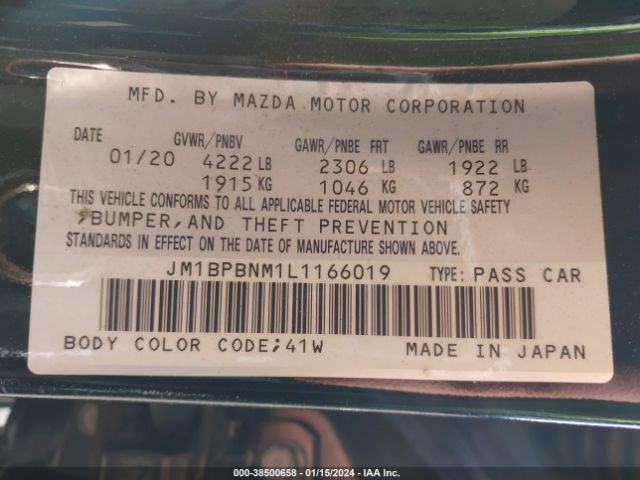 MFD. BY MAZDA MOTOR CORPORATION
DATE GVWR/PNBV GAWR/PNBE FRT GAWR/PNBE RR
01/20 4222 LB 2306 LB 1922 LB
1915 KG 1046 KG 872 KG
THIS VEHICLE CONFORMS TO ALL APPLICABLE FEDERAL MOTOR VEHICLE SAFETY
,BUMPER,AND THEFT PREVENTION
STANDARDS IN EFFECT ON THE DATE OF MANUFACTURE SHOWN ABOVE.
JM1BPBNM1L1166019 TYPE: PASS CAR
BODY COLOR CODE;41W MADE IN JAPAN
000-38500658 - 01/15/2024 - IAA Inc.